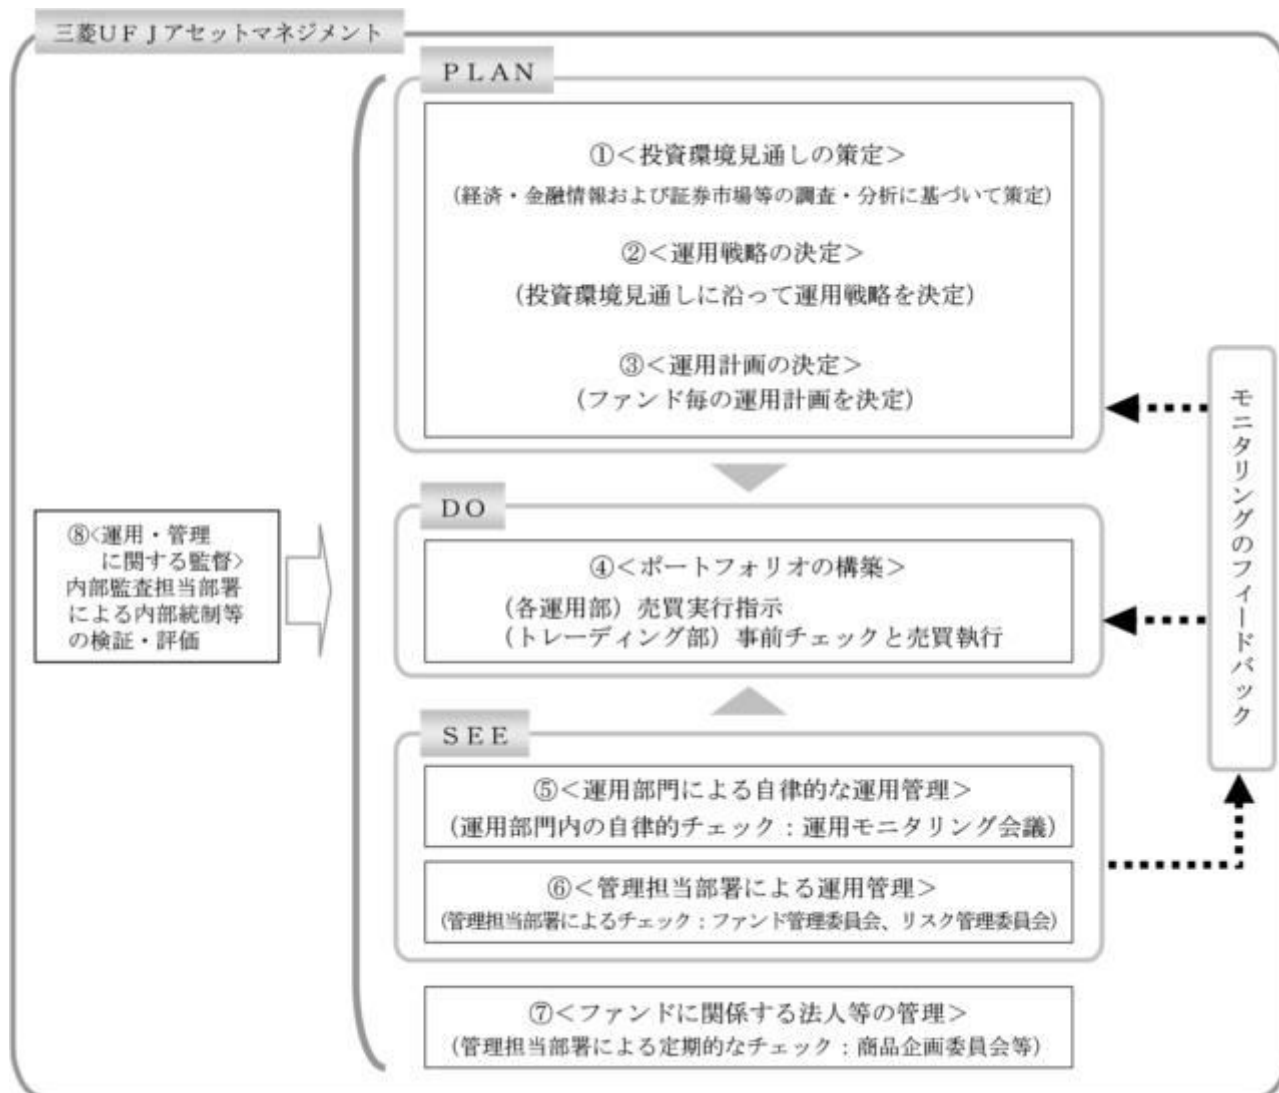 三菱UFJアセットマネジメント
PLAN
①＜投資環境見通しの策定＞
（経済・金融情報および証券市場等の調査・分析に基づいて策定）
②＜運用戦略の決定＞
（投資環境見通しに沿って運用戦略を決定）
③＜運用計画の決定＞
（ファンド毎の運用計画を決定）
DO
④＜ポートフォリオの構築＞
（各運用部）売買実行指示
（トレーディング部）事前チェックと売買執行
SEE
⑤＜運用部門による自律的な運用管理＞
（運用部門内の自律的チェック：運用モニタリング会議）
⑥＜管理担当部署による運用管理＞
（管理担当部署によるチェック：ファンド管理委員会、リスク管理委員会）
⑦＜ファンドに関係する法人等の管理＞
（管理担当部署による定期的なチェック：商品企画委員会等）
⑧<運用・管理
に関する監督>
内部監査担当部署
による内部統制等
の検証・評価
モニタリングのフィードバック